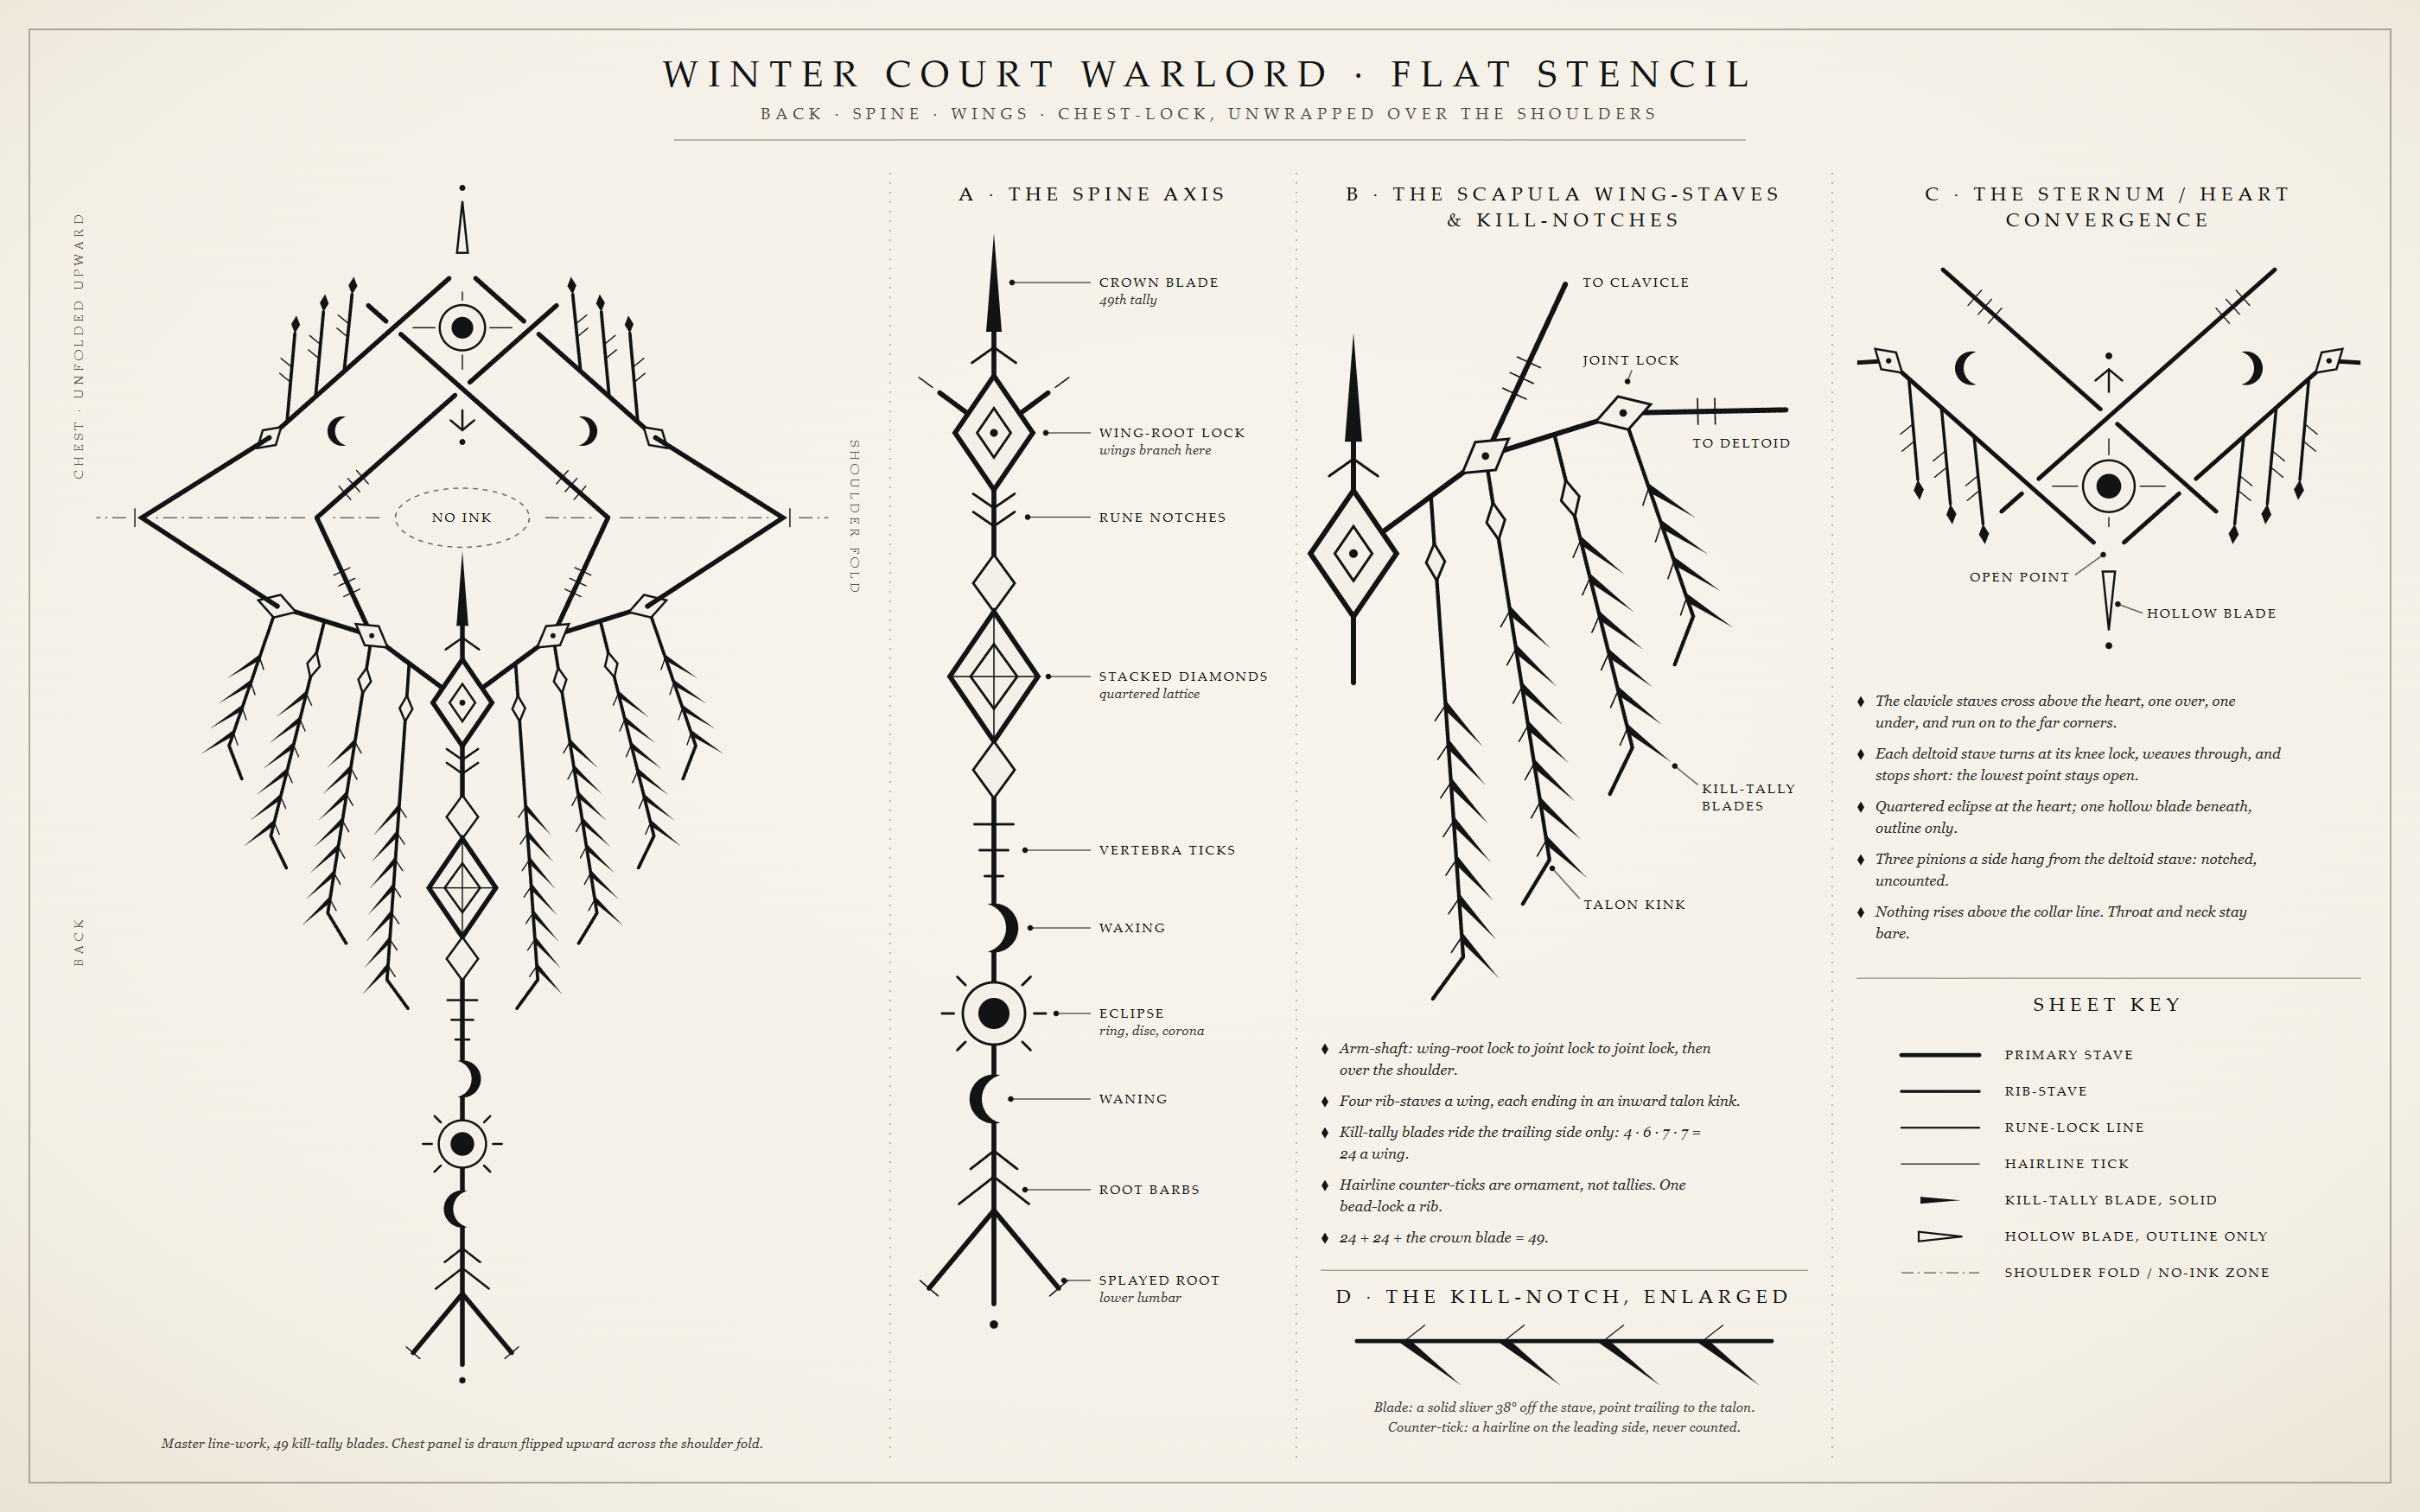 WINTER COURT WARLORD · FLAT STENCIL
BACK · SPINE · WINGS · CHEST-LOCK, UNWRAPPED OVER THE SHOULDERS
CHEST · UNFOLDED UPWARD
SHOULDER FOLD
NO INK
BACK
Master line-work, 49 kill-tally blades. Chest panel is drawn flipped upward across the shoulder fold.
A · THE SPINE AXIS
CROWN BLADE
49th tally
WING-ROOT LOCK
wings branch here
RUNE NOTCHES
STACKED DIAMONDS
quartered lattice
VERTEBRA TICKS
WAXING
ECLIPSE
ring, disc, corona
WANING
ROOT BARBS
SPLAYED ROOT
lower lumbar
B · THE SCAPULA WING-STAVES
& KILL-NOTCHES
TO CLAVICLE
JOINT LOCK
TO DELTOID
KILL-TALLY
BLADES
TALON KINK
Arm-shaft: wing-root lock to joint lock to joint lock, then
over the shoulder.
Four rib-staves a wing, each ending in an inward talon kink.
Kill-tally blades ride the trailing side only: 4 · 6 · 7 · 7 =
24 a wing.
Hairline counter-ticks are ornament, not tallies. One
bead-lock a rib.
24 + 24 + the crown blade = 49.
D · THE KILL-NOTCH, ENLARGED
Blade: a solid sliver 38° off the stave, point trailing to the talon.
Counter-tick: a hairline on the leading side, never counted.
C · THE STERNUM / HEART
CONVERGENCE
OPEN POINT
HOLLOW BLADE
The clavicle staves cross above the heart, one over, one
under, and run on to the far corners.
Each deltoid stave turns at its knee lock, weaves through, and
stops short: the lowest point stays open.
Quartered eclipse at the heart; one hollow blade beneath,
outline only.
Three pinions a side hang from the deltoid stave: notched,
uncounted.
Nothing rises above the collar line. Throat and neck stay
bare.
SHEET KEY
PRIMARY STAVE
RIB-STAVE
RUNE-LOCK LINE
HAIRLINE TICK
KILL-TALLY BLADE, SOLID
HOLLOW BLADE, OUTLINE ONLY
SHOULDER FOLD / NO-INK ZONE